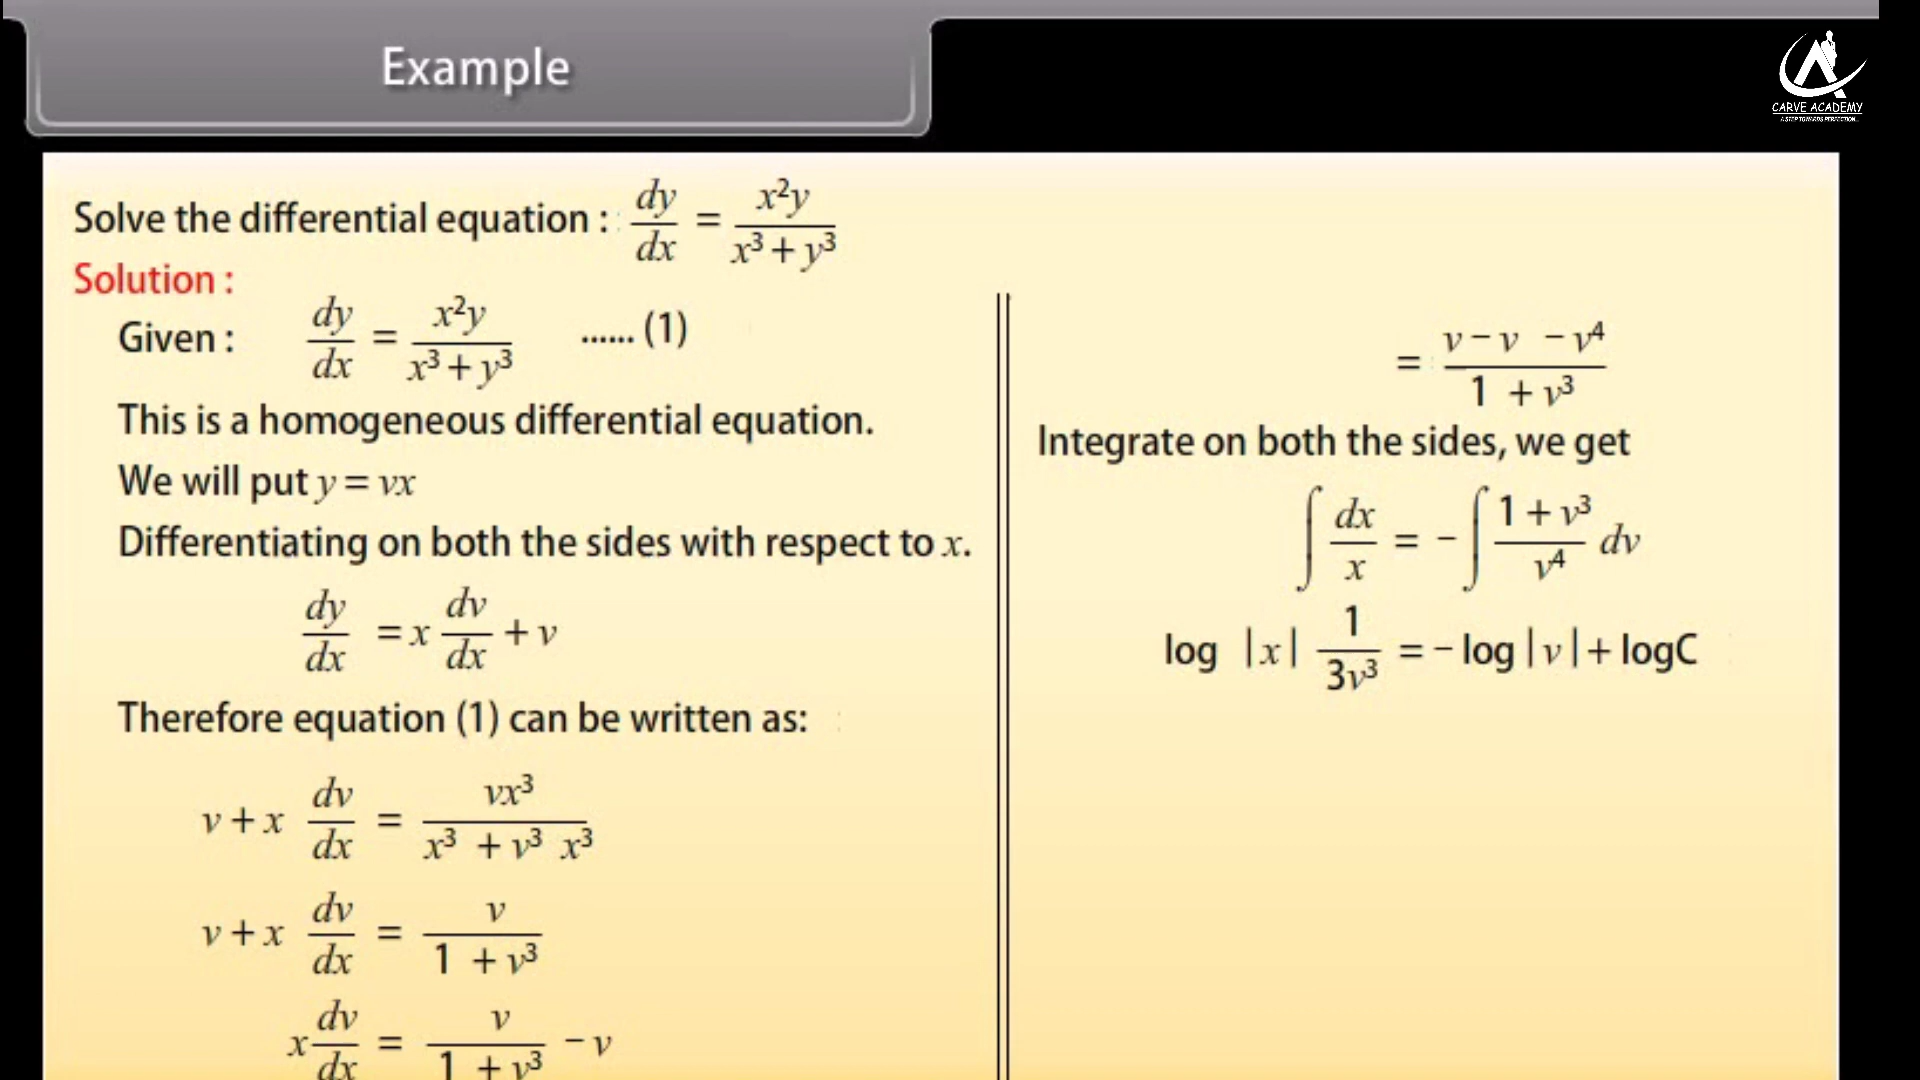 Example
CARVE ACADEMY
A STEP TOWARDS PERFECTION...
Solve the differential equation : dy/dx = x²y/(x³ + y³)
Solution :
Given : dy/dx = x²y/(x³ + y³) ...... (1)
This is a homogeneous differential equation.
We will put y = vx
Differentiating on both the sides with respect to x.
dy/dx = x dv/dx + v
Therefore equation (1) can be written as:
v + x dv/dx = vx³/(x³ + v³ x³)
v + x dv/dx = v/(1 + v³)
x dv/dx = v/(1 + v³) − v
= (v − v − v⁴)/(1 + v³)
Integrate on both the sides, we get
∫ dx/x = − ∫ (1 + v³)/v⁴ dv
log |x| 1/(3v³) = − log |v| + logC